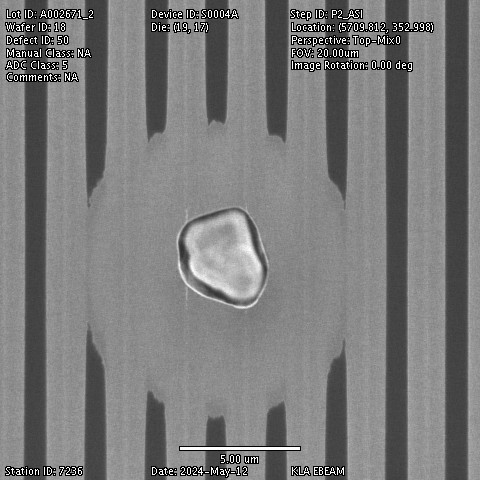 Lot ID: A002671_2
Wafer ID: 18
Defect ID: 50
Manual Class: NA
ADC Class: 5
Comments: NA
Device ID: S0004A
Die: (19, 17)
Step ID: P2_ASI
Location: (5709.812, 352.998)
Perspective: Top-Mix0
FOV: 20.00um
Image Rotation: 0.00 deg
5.00 um
Station ID: 7236
Date: 2024-May-12
KLA EBEAM